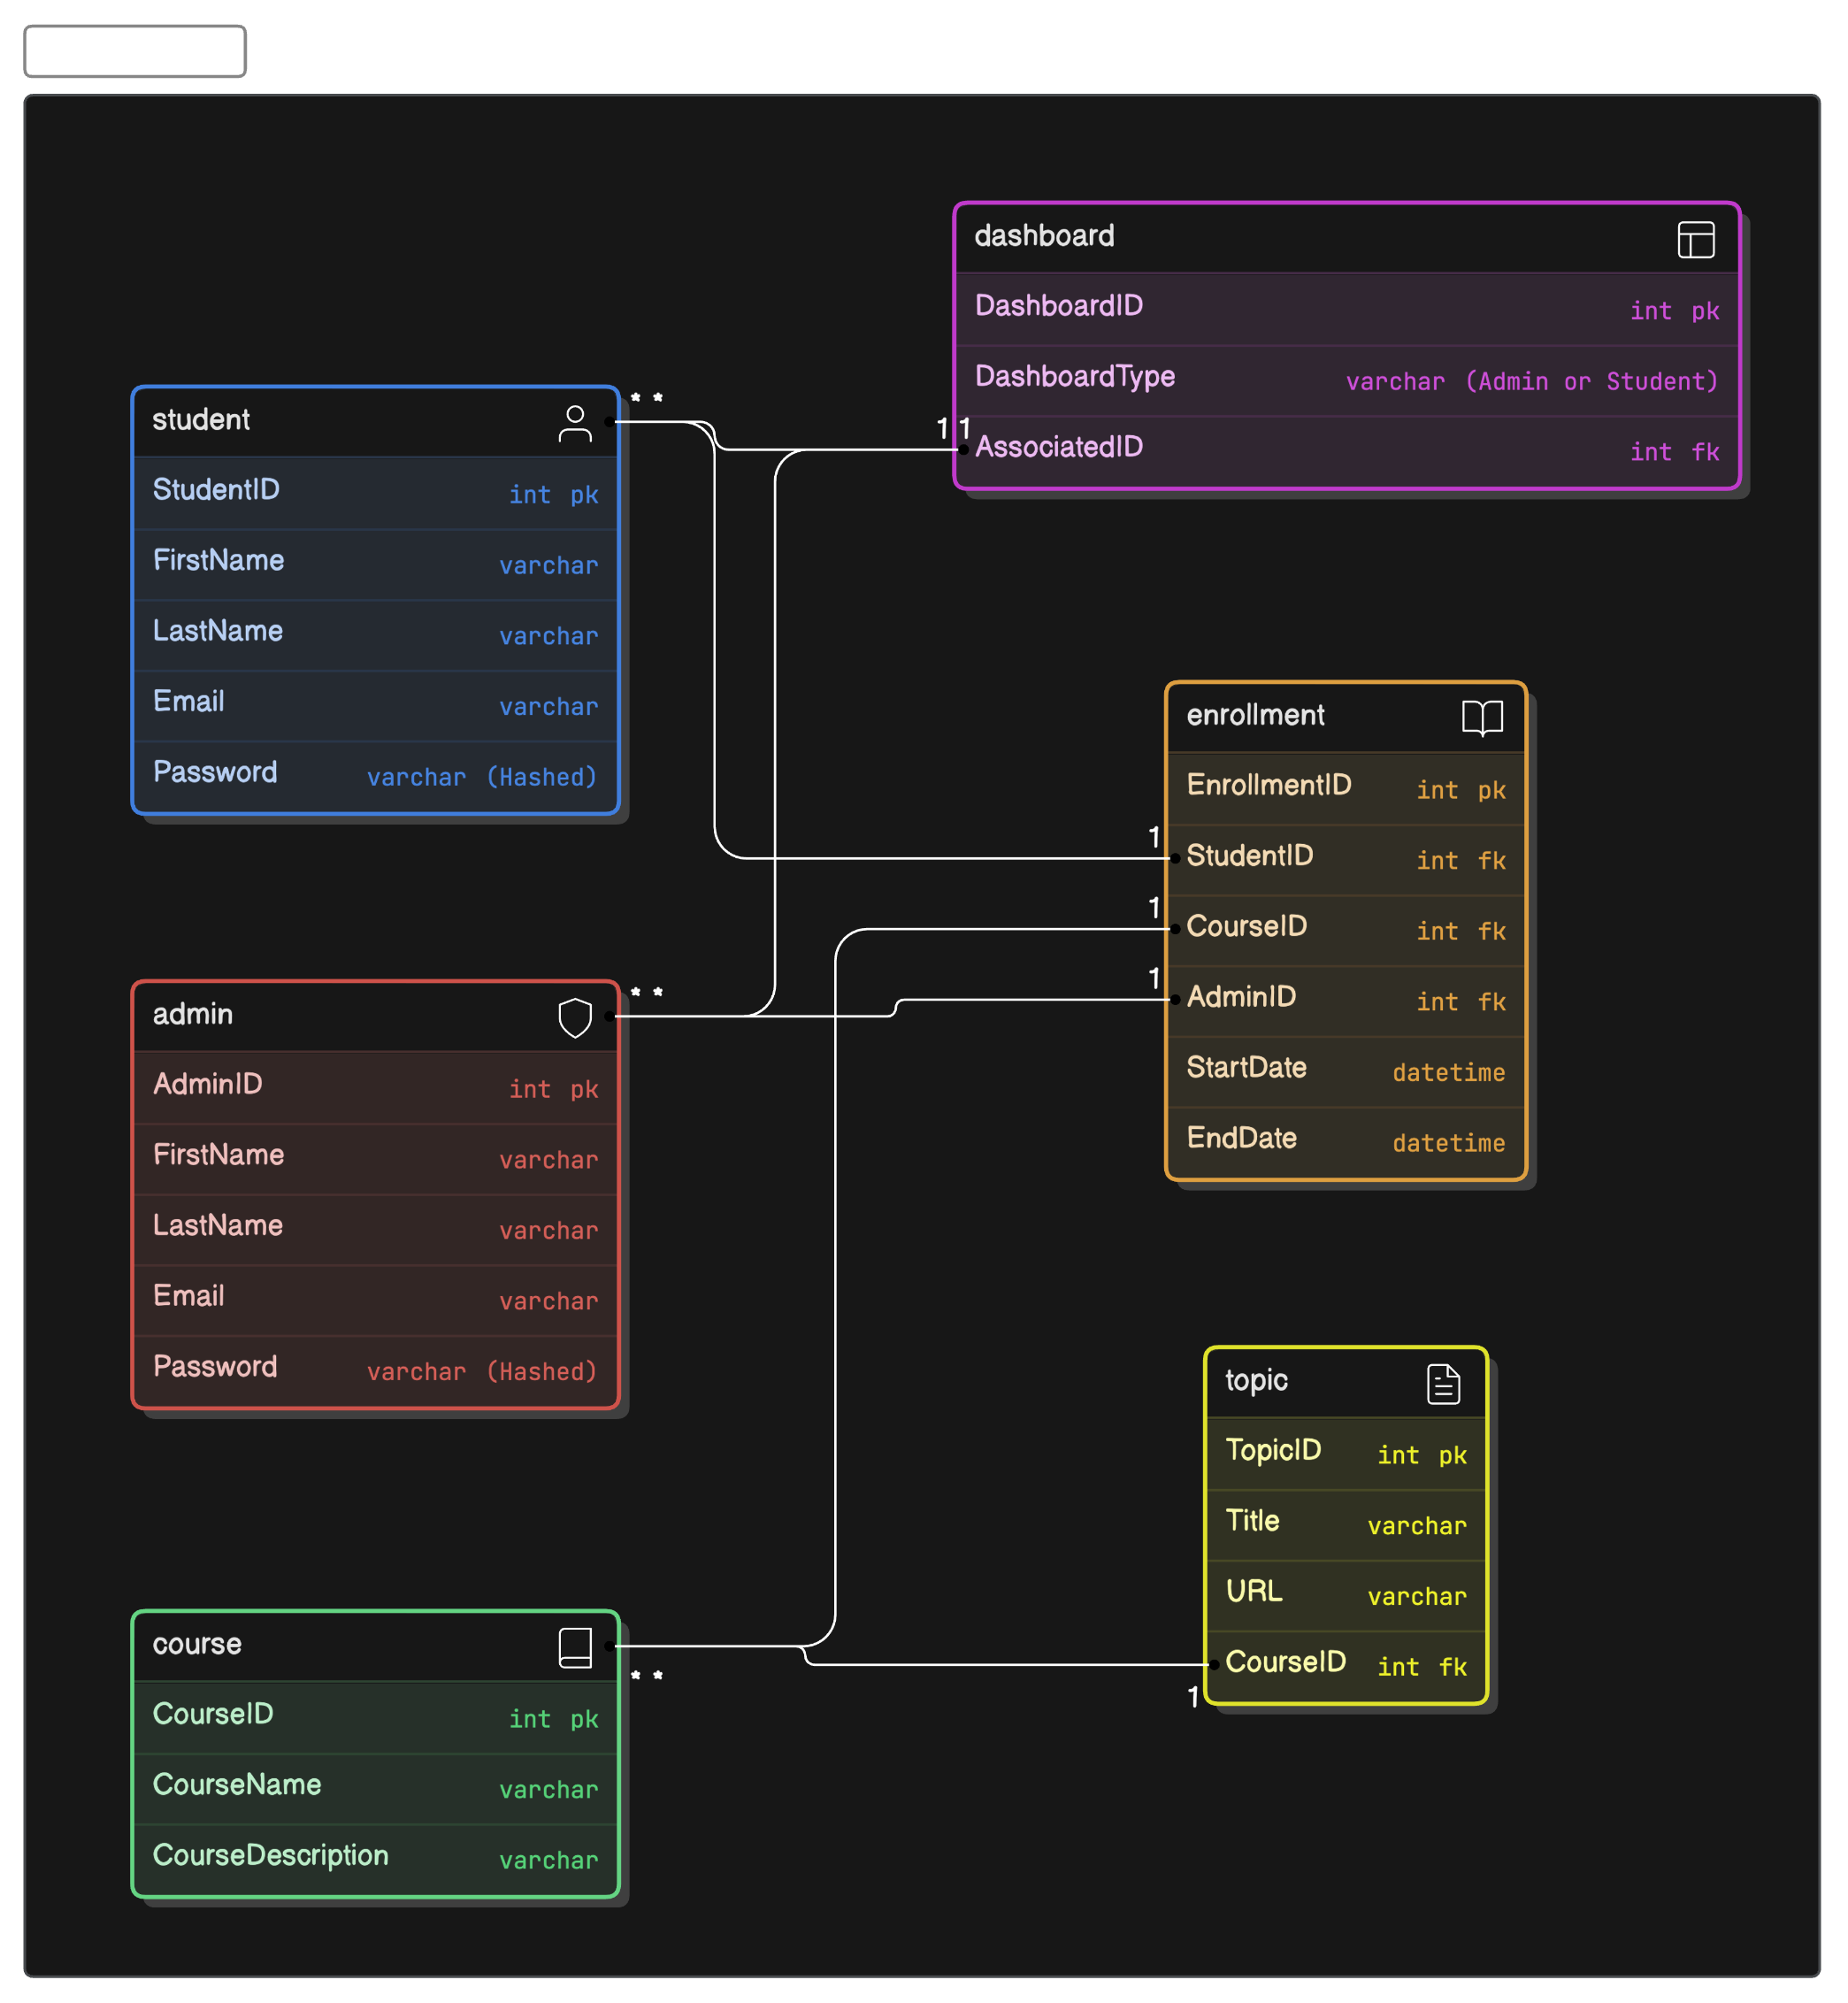 dashboard
DashboardID int pk
DashboardType varchar (Admin or Student)
1 1
AssociatedID int fk
* *
student
StudentID int pk
FirstName varchar
LastName varchar
Email varchar
Password varchar (Hashed)
enrollment
EnrollmentID int pk
1
StudentID int fk
1
CourseID int fk
1
AdminID int fk
StartDate datetime
EndDate datetime
* *
admin
AdminID int pk
FirstName varchar
LastName varchar
Email varchar
Password varchar (Hashed)
topic
TopicID int pk
Title varchar
URL varchar
CourseID int fk
1
course
* *
CourseID int pk
CourseName varchar
CourseDescription varchar